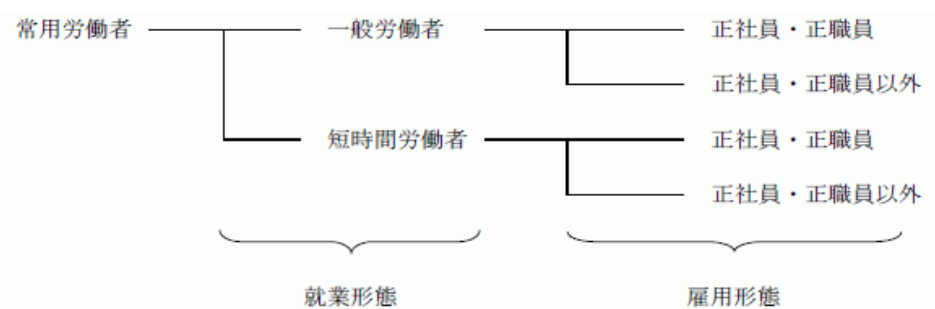 常用労働者 一般労働者 正社員・正職員
正社員・正職員以外
短時間労働者 正社員・正職員
正社員・正職員以外
就業形態 雇用形態